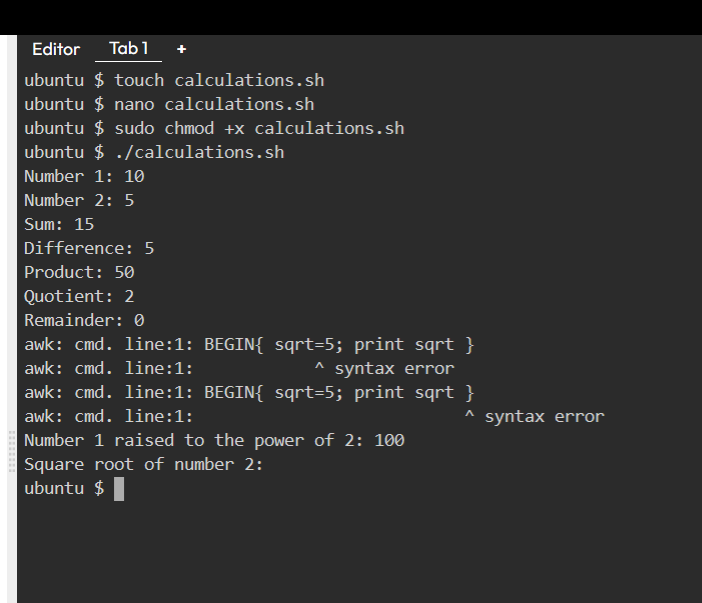 Editor Tab 1 +
ubuntu $ touch calculations.sh
ubuntu $ nano calculations.sh
ubuntu $ sudo chmod +x calculations.sh
ubuntu $ ./calculations.sh
Number 1: 10
Number 2: 5
Sum: 15
Difference: 5
Product: 50
Quotient: 2
Remainder: 0
awk: cmd. line:1: BEGIN{ sqrt=5; print sqrt }
awk: cmd. line:1:            ^ syntax error
awk: cmd. line:1: BEGIN{ sqrt=5; print sqrt }
awk: cmd. line:1:                           ^ syntax error
Number 1 raised to the power of 2: 100
Square root of number 2:
ubuntu $